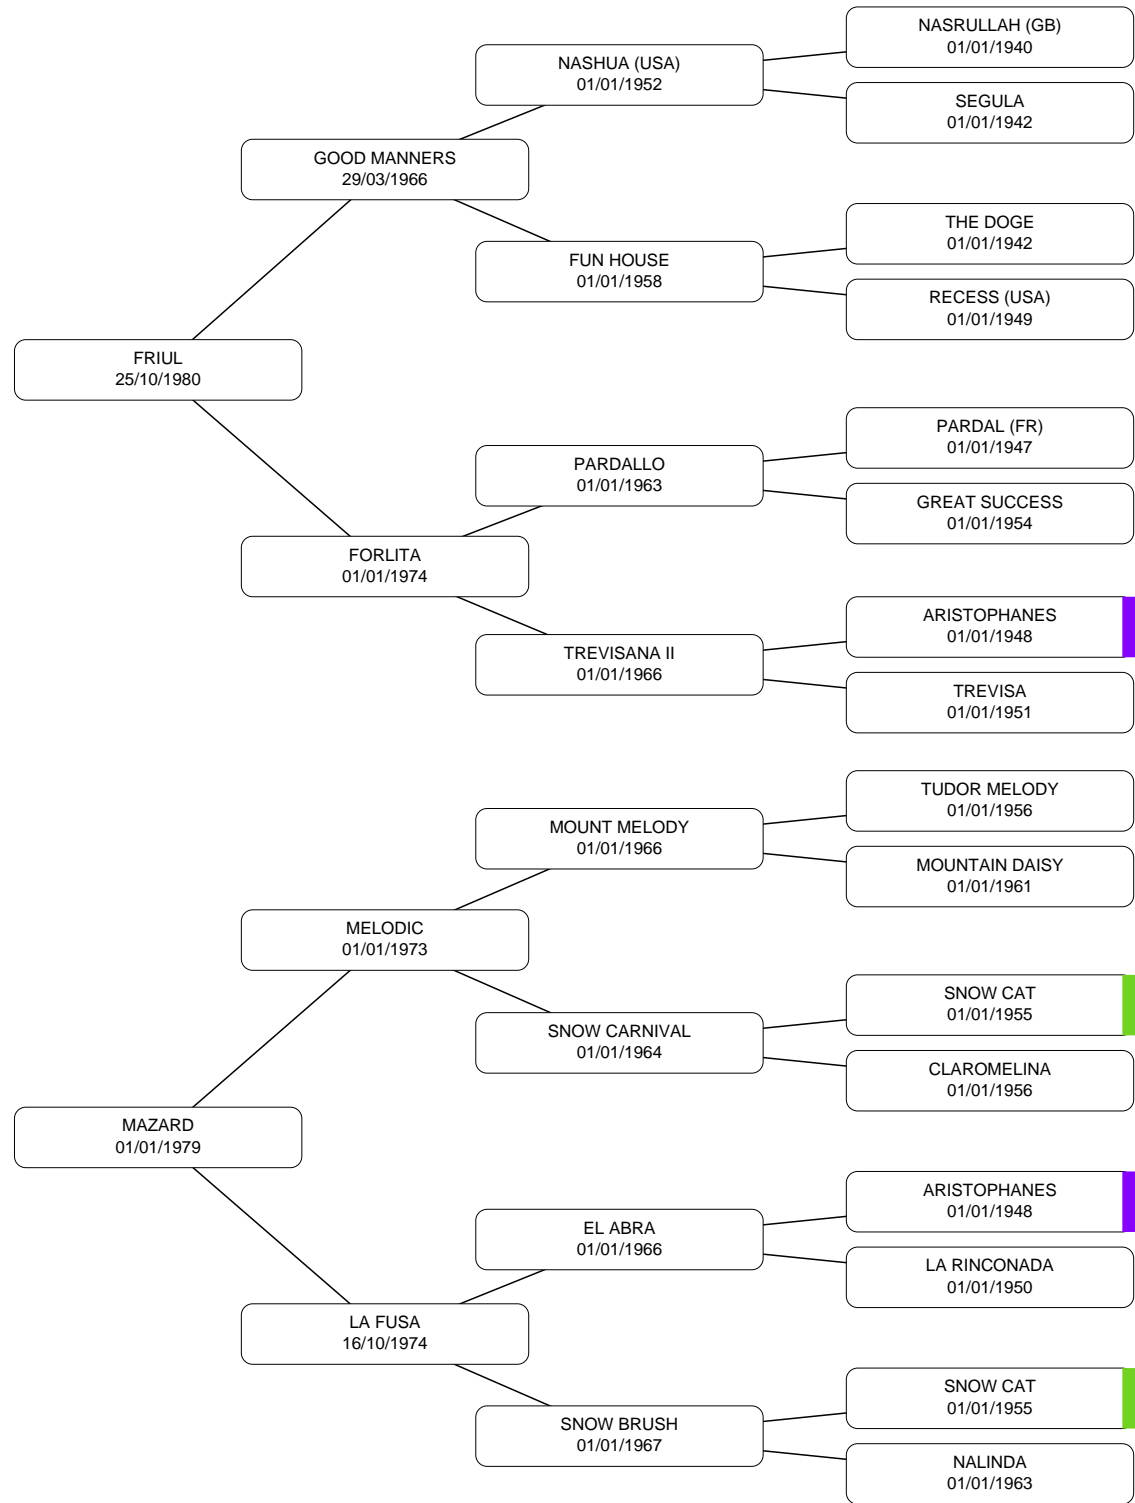 NASRULLAH (GB)
01/01/1940
NASHUA (USA)
01/01/1952
SEGULA
01/01/1942
GOOD MANNERS
29/03/1966
THE DOGE
01/01/1942
FUN HOUSE
01/01/1958
RECESS (USA)
01/01/1949
FRIUL
25/10/1980
PARDAL (FR)
01/01/1947
PARDALLO
01/01/1963
GREAT SUCCESS
01/01/1954
FORLITA
01/01/1974
ARISTOPHANES
01/01/1948
TREVISANA II
01/01/1966
TREVISA
01/01/1951
TUDOR MELODY
01/01/1956
MOUNT MELODY
01/01/1966
MOUNTAIN DAISY
01/01/1961
MELODIC
01/01/1973
SNOW CAT
01/01/1955
SNOW CARNIVAL
01/01/1964
CLAROMELINA
01/01/1956
MAZARD
01/01/1979
ARISTOPHANES
01/01/1948
EL ABRA
01/01/1966
LA RINCONADA
01/01/1950
LA FUSA
16/10/1974
SNOW CAT
01/01/1955
SNOW BRUSH
01/01/1967
NALINDA
01/01/1963